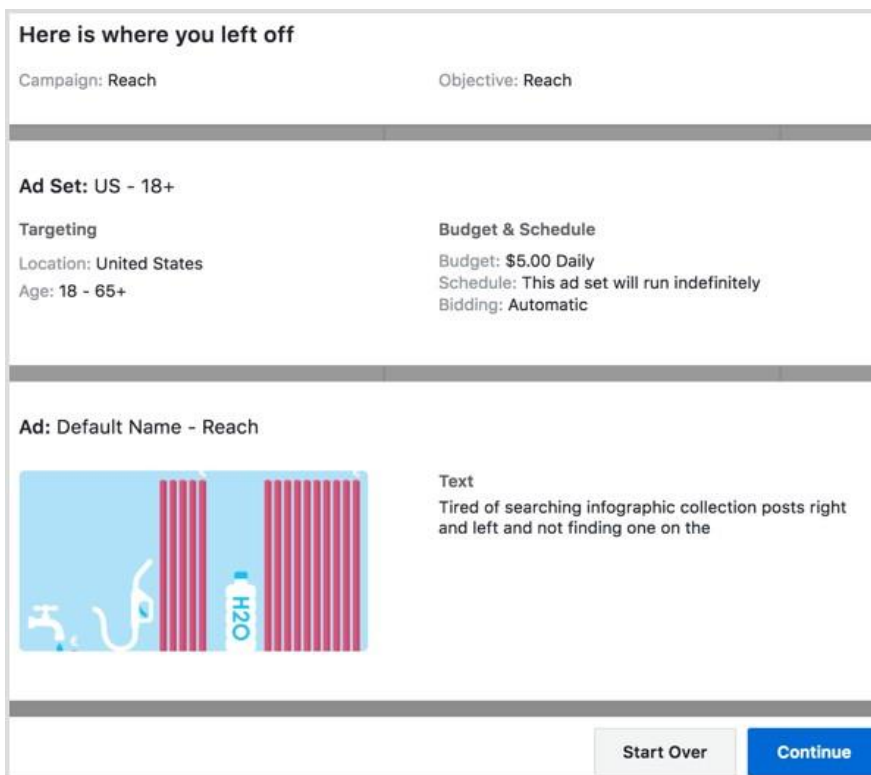 Here is where you left off
Campaign: Reach
Objective: Reach
Ad Set: US - 18+
Targeting
Location: United States
Age: 18 - 65+
Budget & Schedule
Budget: $5.00 Daily
Schedule: This ad set will run indefinitely
Bidding: Automatic
Ad: Default Name - Reach
H2O
Text
Tired of searching infographic collection posts right
and left and not finding one on the
Start Over
Continue